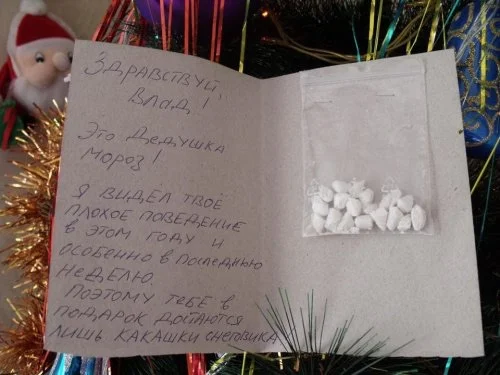 Здравствуй,
Влад!
Это Дедушка
Мороз!
Я видел твое
плохое поведение
в этом году и
особенно в последнюю
неделю.
Поэтому тебе в
подарок достаются
лишь какашки снеговика